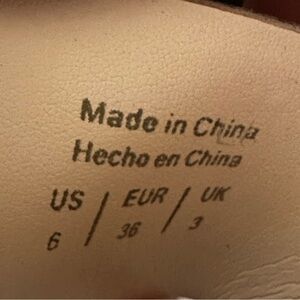 Made in China
Hecho en China
US / EUR / UK
6 / 36 / 3